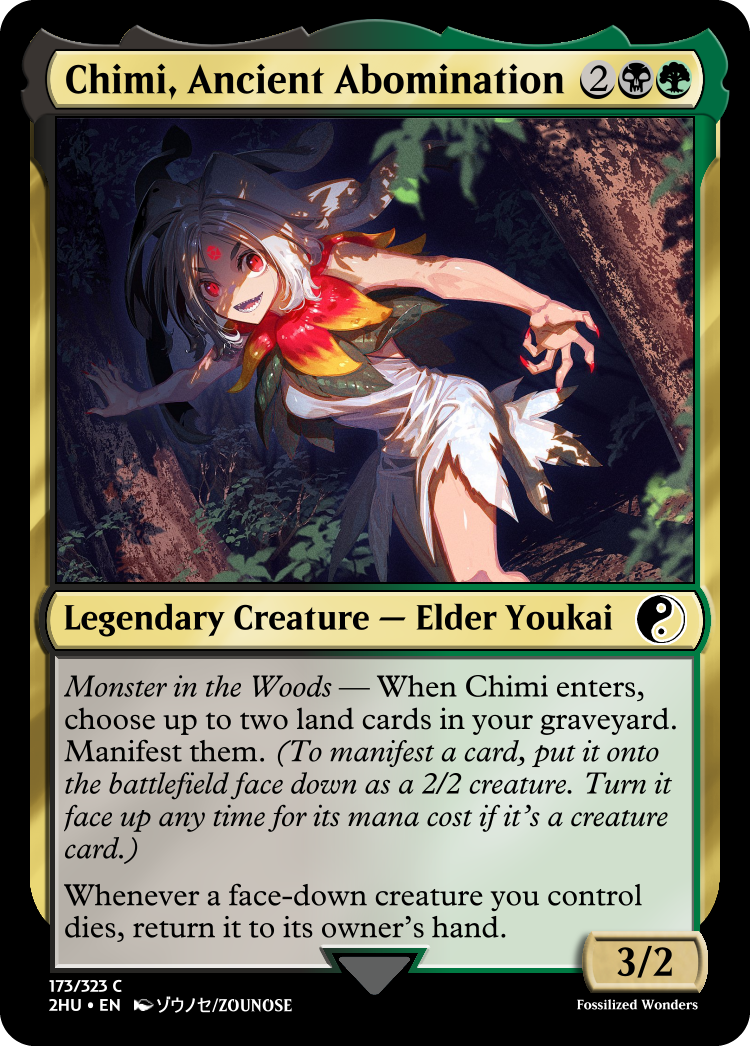 Chimi, Ancient Abomination 2
Legendary Creature — Elder Youkai
Monster in the Woods — When Chimi enters,
choose up to two land cards in your graveyard.
Manifest them. (To manifest a card, put it onto
the battlefield face down as a 2/2 creature. Turn it
face up any time for its mana cost if it's a creature
card.)
Whenever a face-down creature you control
dies, return it to its owner's hand.
3/2
173/323 C
2HU • EN ゾウノセ/ZOUNOSE
Fossilized Wonders